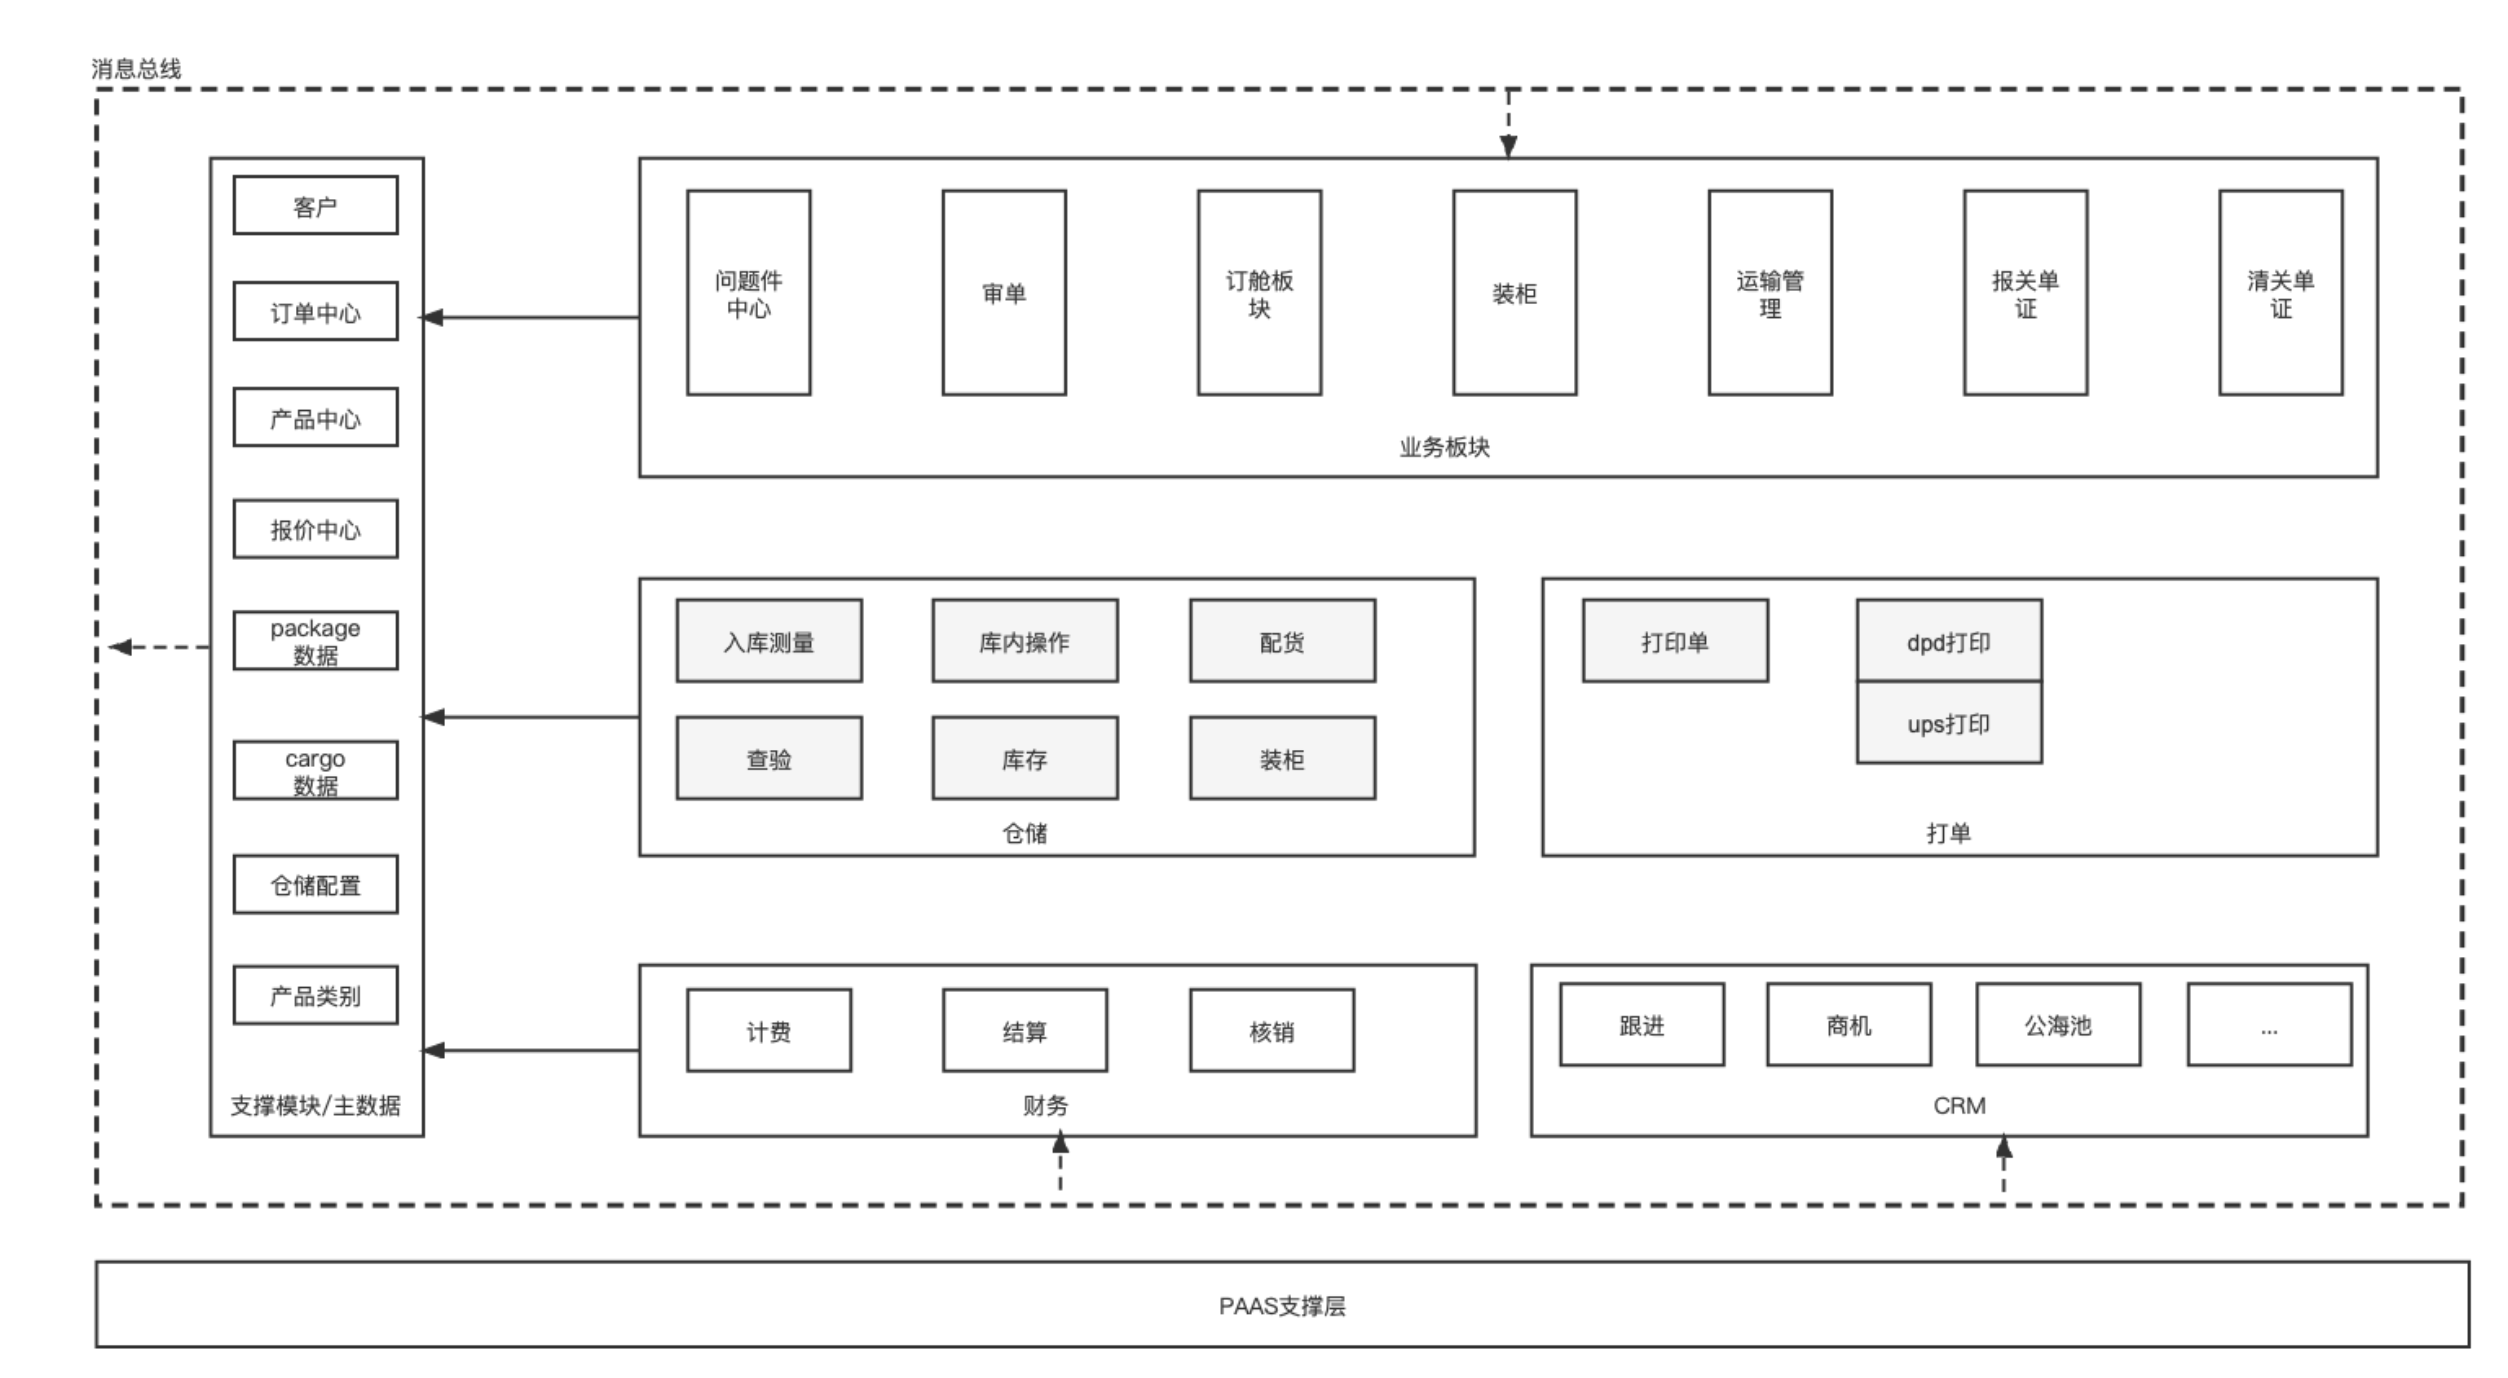 消息总线
客户
订单中心
产品中心
报价中心
package
数据
cargo
数据
仓储配置
产品类别
支撑模块/主数据
问题件
中心
审单
订舱板
块
装柜
运输管
理
报关单
证
清关单
证
业务板块
入库测量
库内操作
配货
查验
库存
装柜
仓储
打印单
dpd打印
ups打印
打单
计费
结算
核销
财务
跟进
商机
公海池
...
CRM
PAAS支撑层